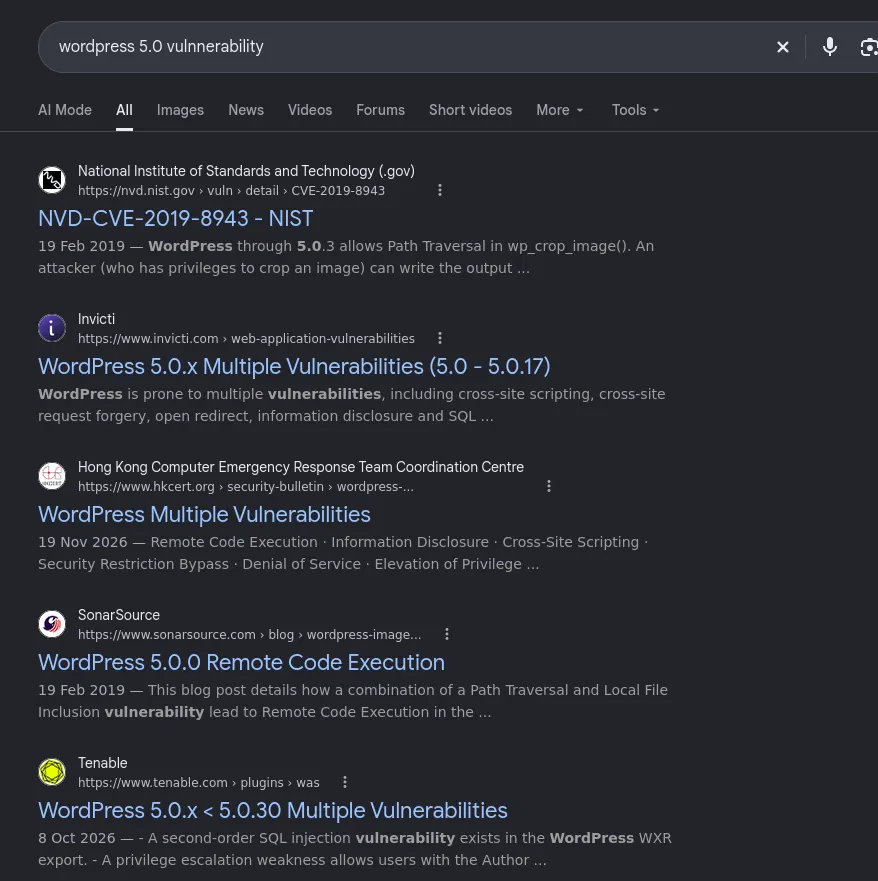 wordpress 5.0 vulnnerability
AI Mode All Images News Videos Forums Short videos More Tools
National Institute of Standards and Technology (.gov)
https://nvd.nist.gov › vuln › detail › CVE-2019-8943
NVD-CVE-2019-8943 - NIST
19 Feb 2019 — WordPress through 5.0.3 allows Path Traversal in wp_crop_image(). An
attacker (who has privileges to crop an image) can write the output ...
Invicti
https://www.invicti.com › web-application-vulnerabilities
WordPress 5.0.x Multiple Vulnerabilities (5.0 - 5.0.17)
WordPress is prone to multiple vulnerabilities, including cross-site scripting, cross-site
request forgery, open redirect, information disclosure and SQL ...
Hong Kong Computer Emergency Response Team Coordination Centre
https://www.hkcert.org › security-bulletin › wordpress-...
WordPress Multiple Vulnerabilities
19 Nov 2026 — Remote Code Execution · Information Disclosure · Cross-Site Scripting ·
Security Restriction Bypass · Denial of Service · Elevation of Privilege ...
SonarSource
https://www.sonarsource.com › blog › wordpress-image...
WordPress 5.0.0 Remote Code Execution
19 Feb 2019 — This blog post details how a combination of a Path Traversal and Local File
Inclusion vulnerability lead to Remote Code Execution in the ...
Tenable
https://www.tenable.com › plugins › was
WordPress 5.0.x < 5.0.30 Multiple Vulnerabilities
8 Oct 2026 — - A second-order SQL injection vulnerability exists in the WordPress WXR
export. - A privilege escalation weakness allows users with the Author ...